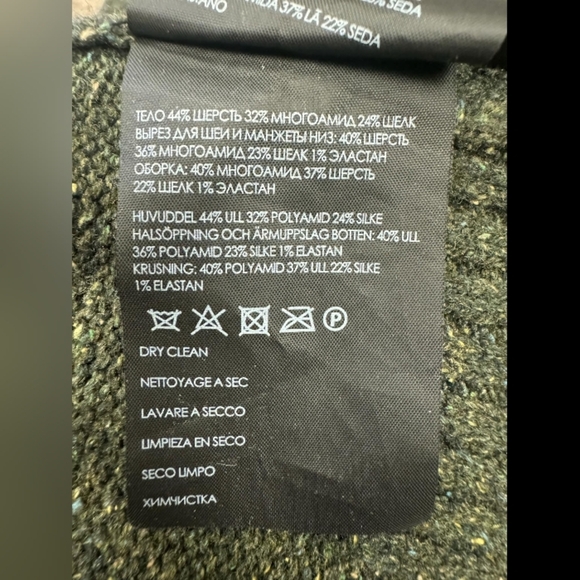 MIDA 37% LÃ 22% SEDA
TIANO
ТЕЛО 44% ШЕРСТЬ 32% МНОГОАМИД 24% ШЕЛК
ВЫРЕЗ ДЛЯ ШЕИ И МАНЖЕТЫ НИЗ: 40% ШЕРСТЬ
36% МНОГОАМИД 23% ШЕЛК 1% ЭЛАСТАН
ОБОРКА: 40% МНОГАМИД 37% ШЕРСТЬ
22% ШЕЛК 1% ЭЛАСТАН
HUVUDDEL 44% ULL 32% POLYAMID 24% SILKE
HALSÖPPNING OCH ÄRMUPPSLAG BOTTEN: 40% ULL
36% POLYAMID 23% SILKE 1% ELASTAN
KRUSNING: 40% POLYAMID 37% ULL 22% SILKE
1% ELASTAN
P
DRY CLEAN
NETTOYAGE A SEC
LAVARE A SECCO
LIMPIEZA EN SECO
SECO LIMPO
ХИМЧИСТКА